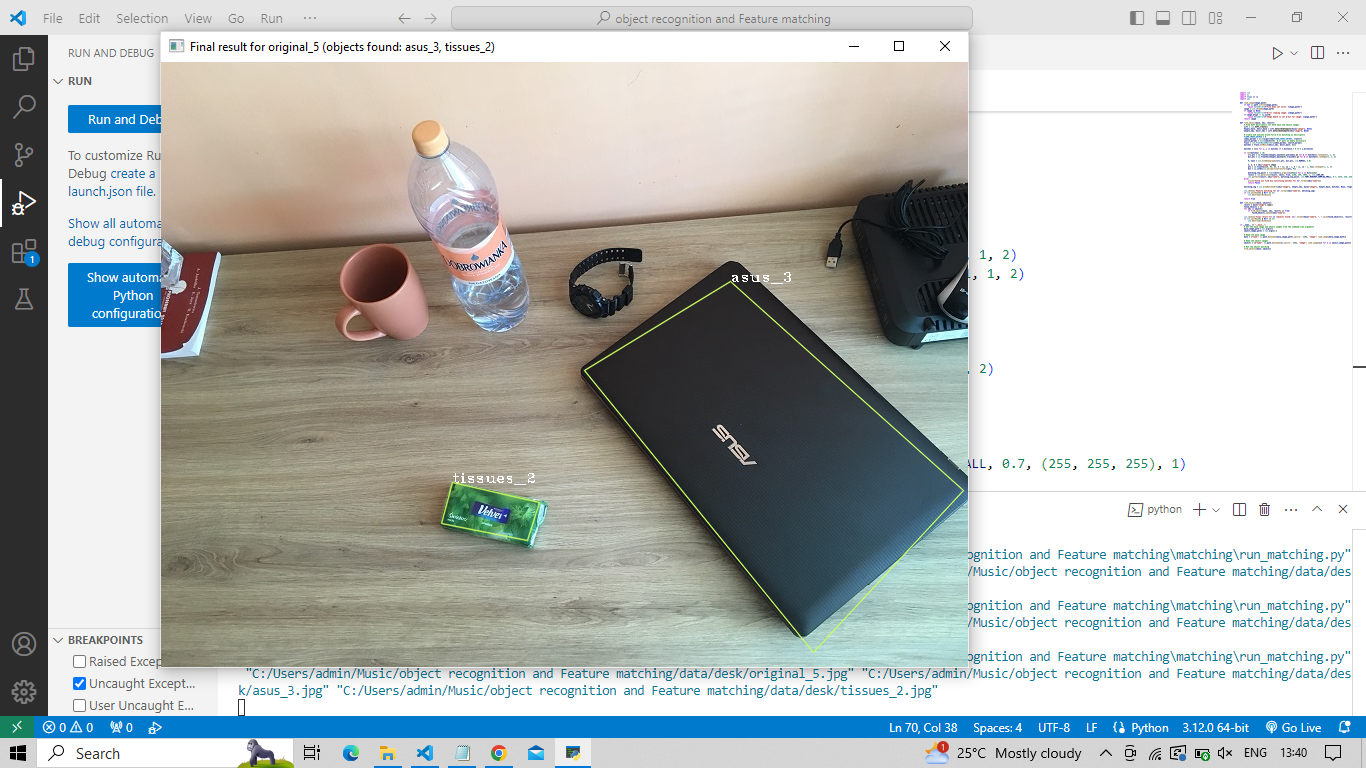 File Edit Selection View Go Run ··· object recognition and Feature matching
RUN AND DEBUG
Final result for original_5 (objects found: asus_3, tissues_2)
RUN
Run and Deb
To customize Ru
Debug create a
launch.json file.
Show all automa
debug configura
Show automa
Python
configuratio
1
DOBROWIANKA
asus_3
ASUS
tissues_2
Velvet
, 1, 2)
, 1, 2)
, 2)
ALL, 0.7, (255, 255, 255), 1)
python
ognition and Feature matching\matching\run_matching.py"
/Music/object recognition and Feature matching/data/des
ognition and Feature matching\matching\run_matching.py"
/Music/object recognition and Feature matching/data/des
ognition and Feature matching\matching\run_matching.py"
"C:/Users/admin/Music/object recognition and Feature matching/data/desk/original_5.jpg" "C:/Users/admin/Music/object recognition and Feature matching/data/des
k/asus_3.jpg" "C:/Users/admin/Music/object recognition and Feature matching/data/desk/tissues_2.jpg"
BREAKPOINTS
Raised Excep
Uncaught Except...
User Uncaught E...
0 0 0 Ln 70, Col 38 Spaces: 4 UTF-8 LF Python 3.12.0 64-bit Go Live
Search 25°C Mostly cloudy ENG 13:40
1